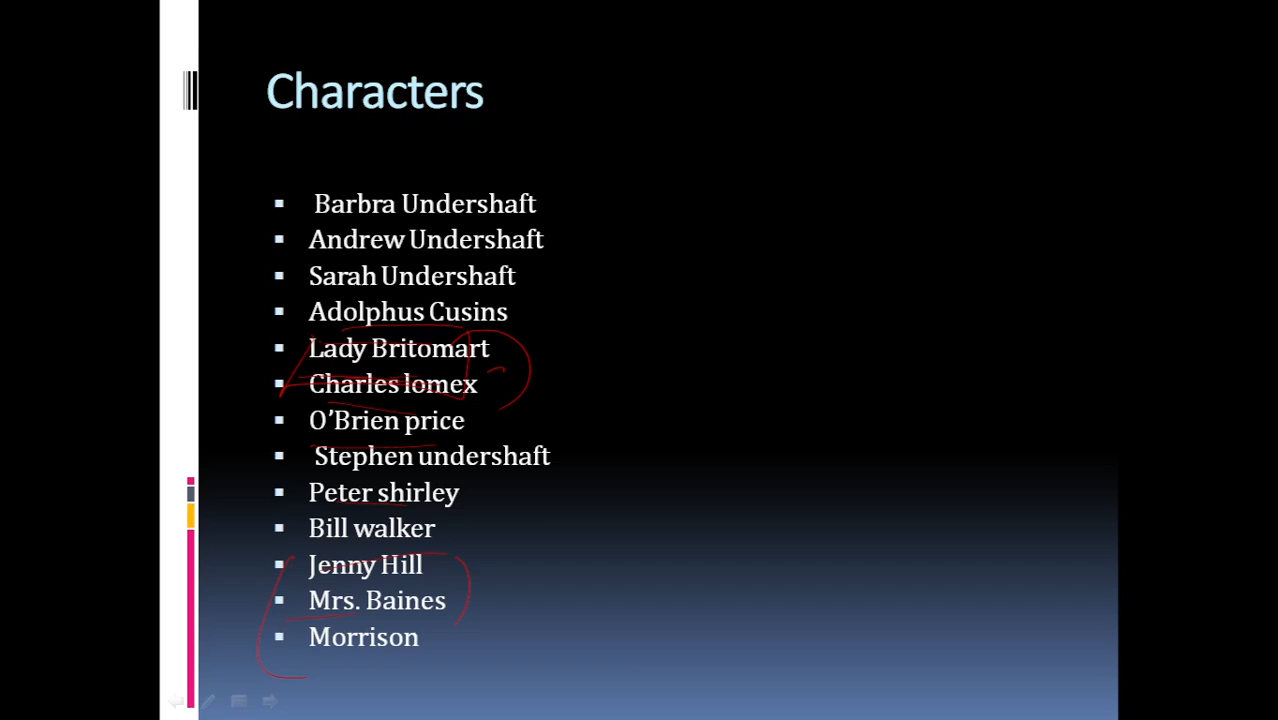 Characters
Barbra Undershaft
Andrew Undershaft
Sarah Undershaft
Adolphus Cusins
Lady Britomart
Charles lomex
O’Brien price
Stephen undershaft
Peter shirley
Bill walker
Jenny Hill
Mrs. Baines
Morrison